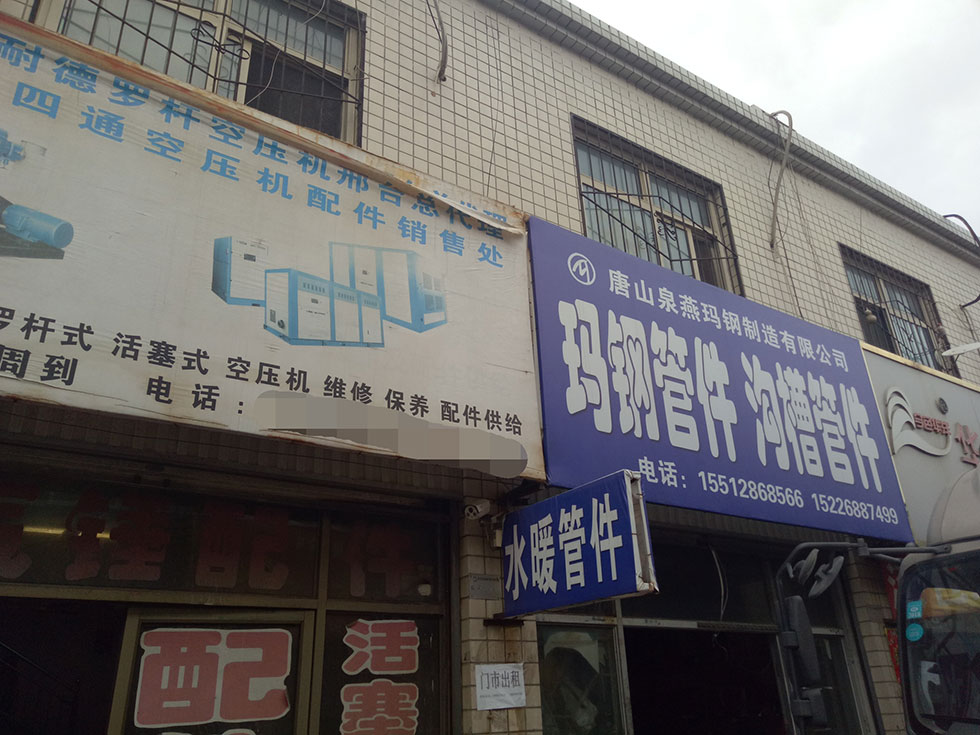 耐德罗杆空压机邢台总代理
四通空压机配件销售处
罗杆式 活塞式 空压机 维修 保养 配件供给
周到 电话:
唐山泉燕玛钢制造有限公司
玛钢管件 沟槽管件
电话: 15512868566 15226887499
水暖管件
理配件
配
活塞
门市出租